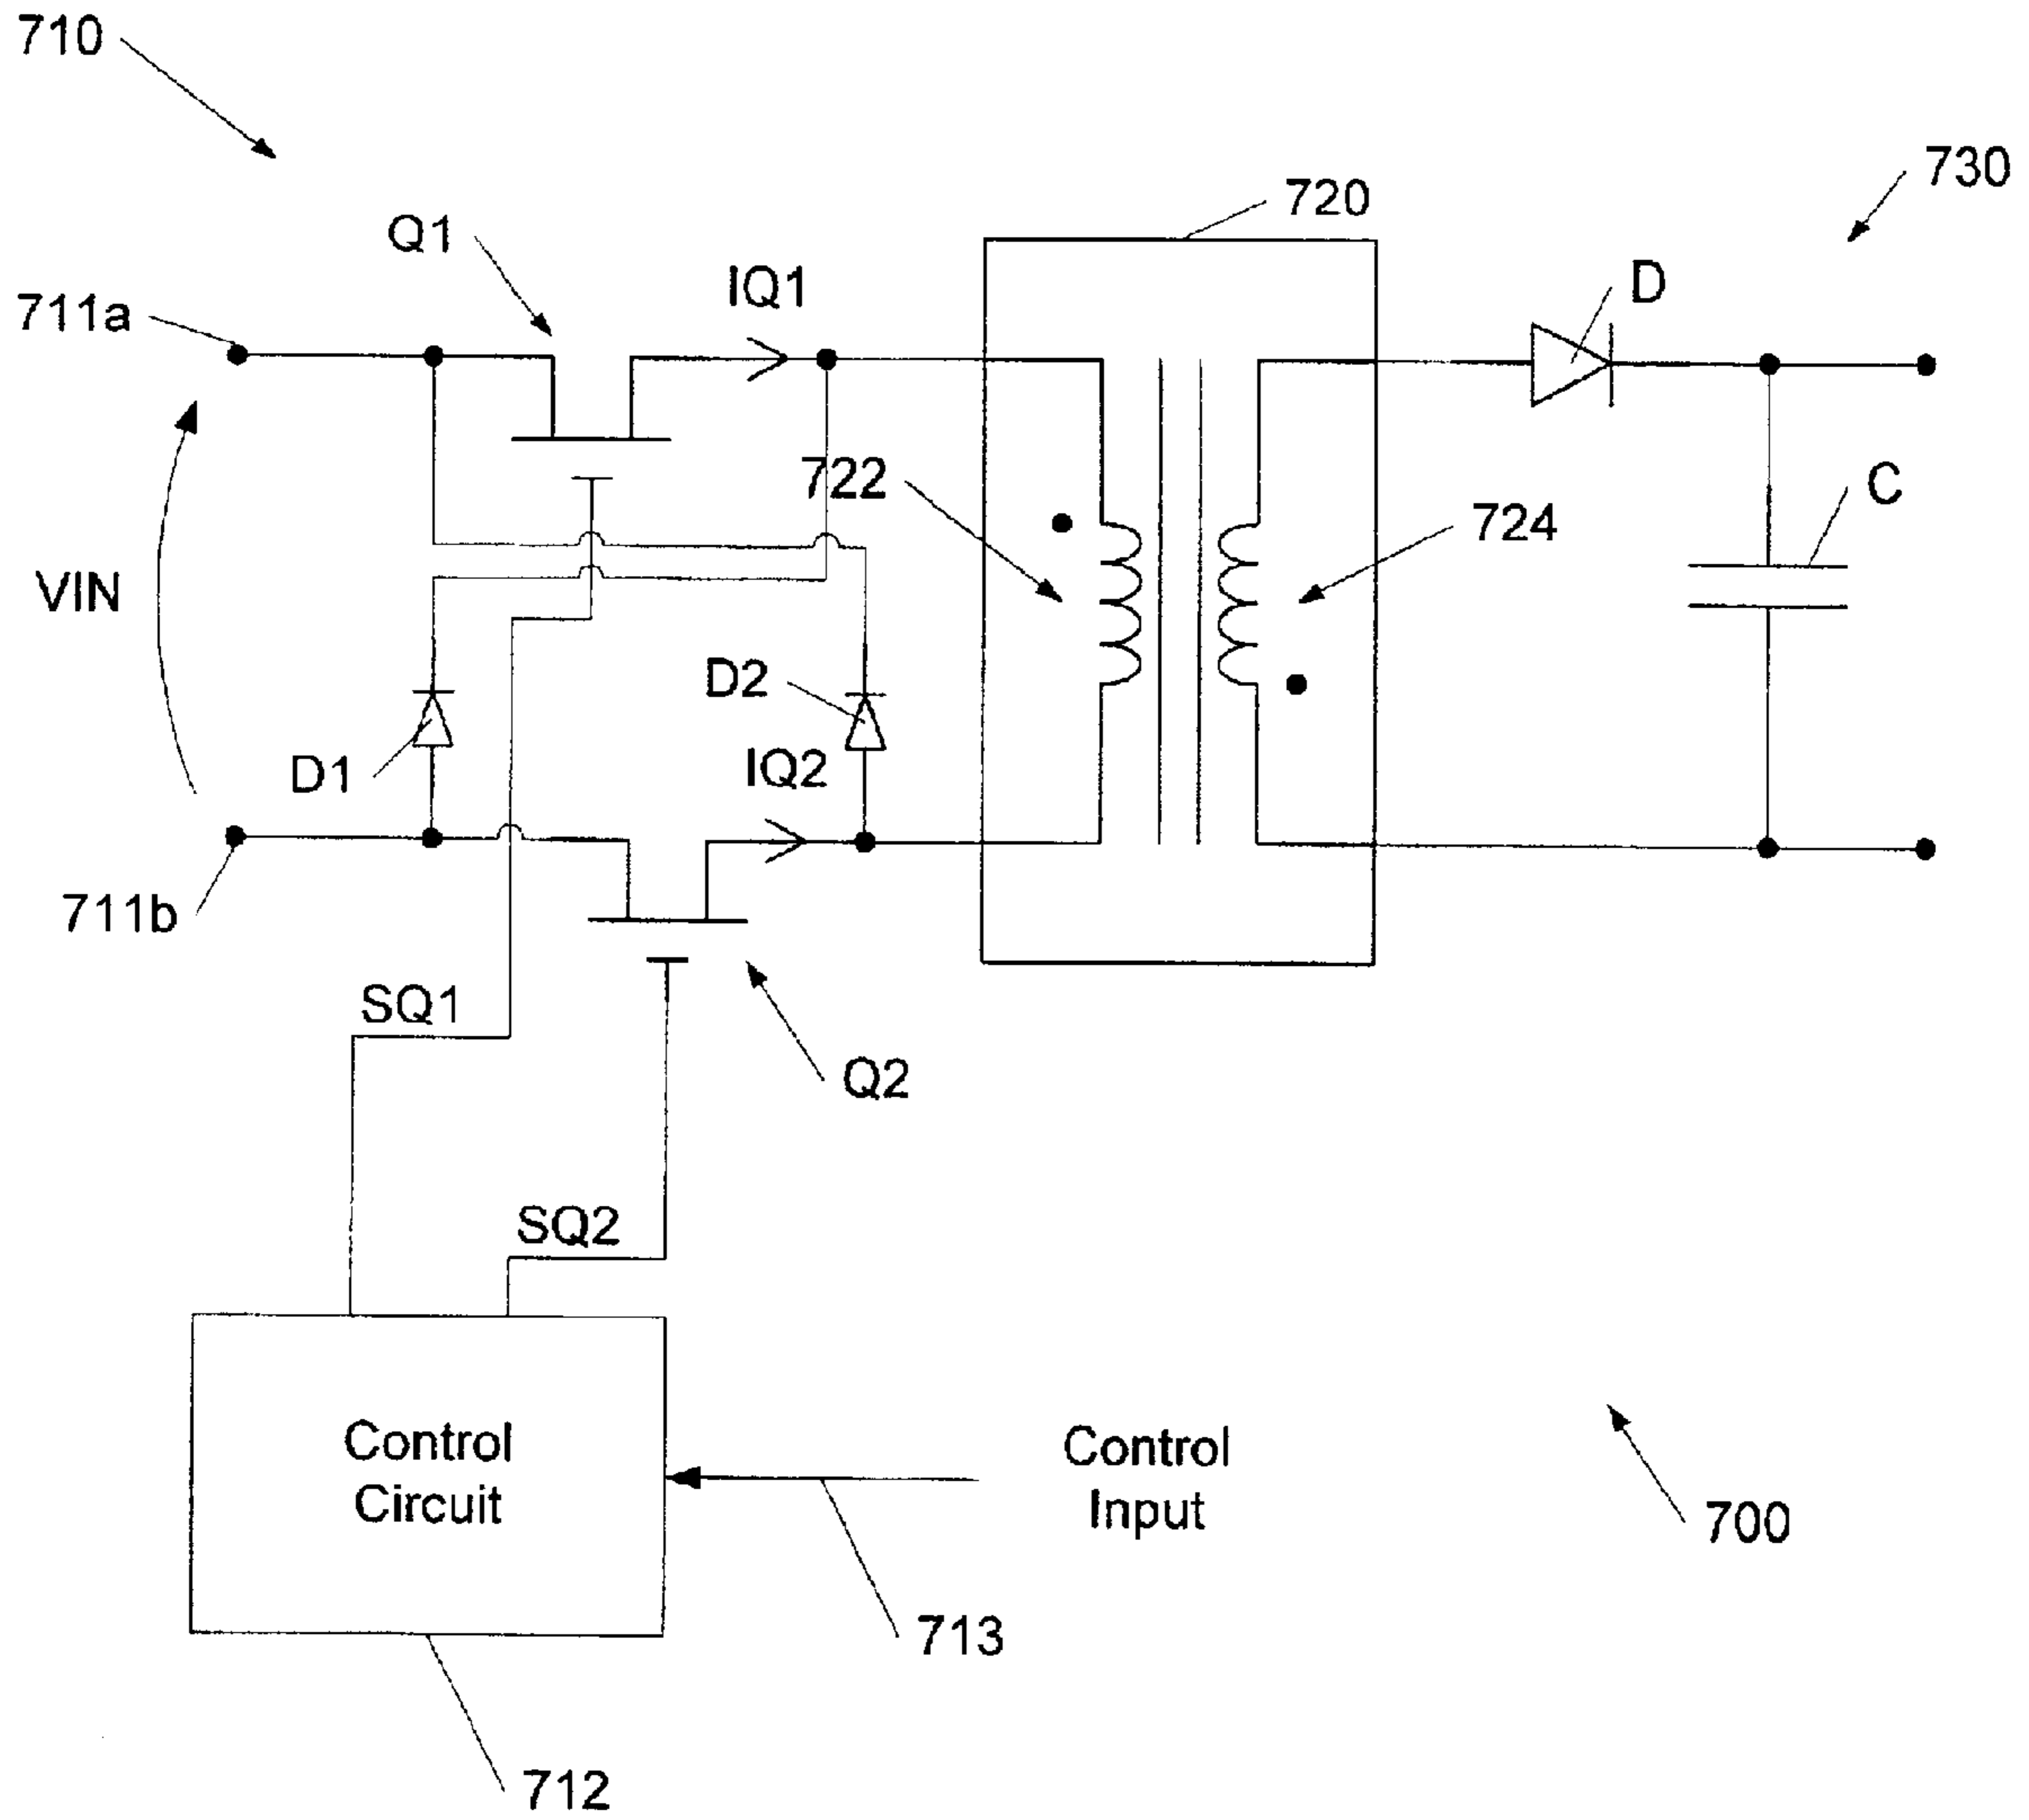 710
730
720
Q1
IQ1
D
711a
722
C
724
VIN
D2
D1
IQ2
711b
SQ1
Q2
SQ2
Control
Circuit
Control
Input
700
713
712